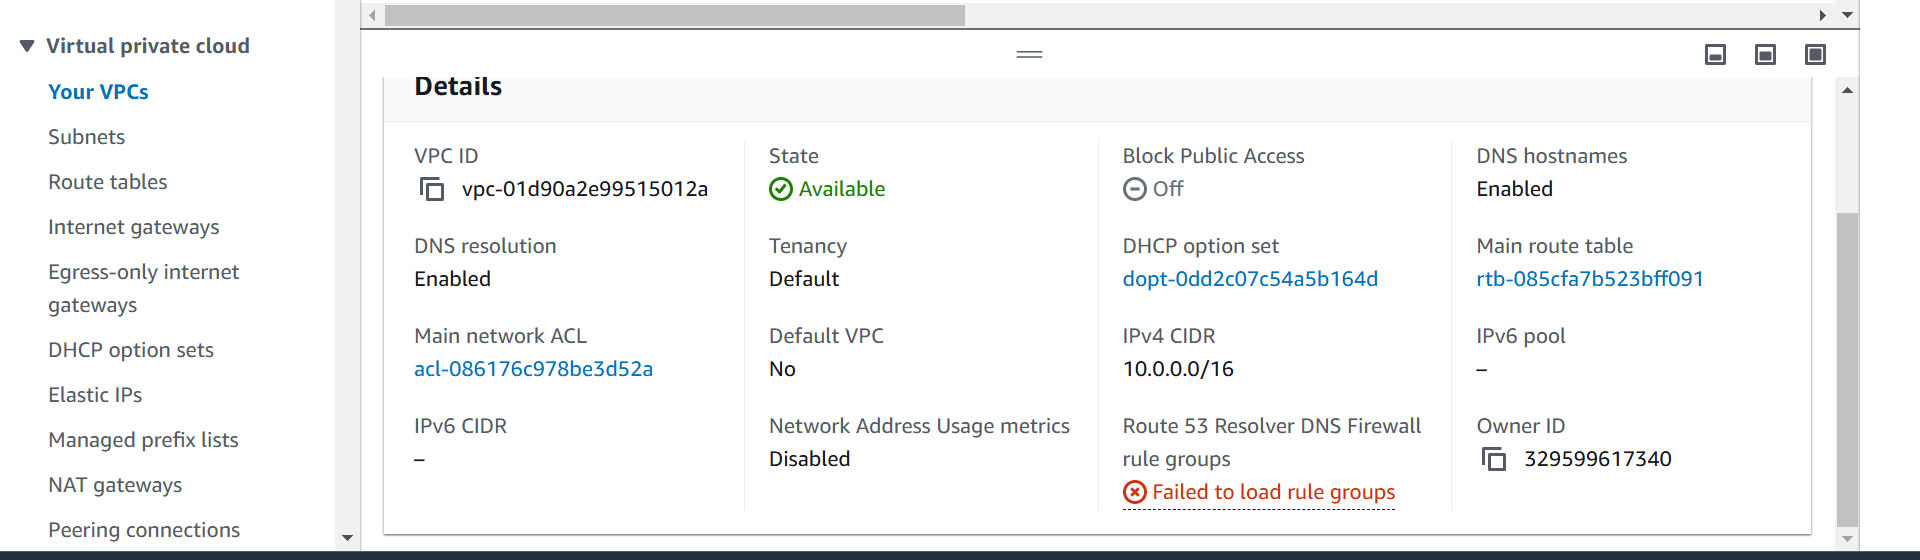 Virtual private cloud
Your VPCs
Subnets
Route tables
Internet gateways
Egress-only internet
gateways
DHCP option sets
Elastic IPs
Managed prefix lists
NAT gateways
Peering connections
Details
VPC ID
vpc-01d90a2e99515012a
State
Available
Block Public Access
Off
DNS hostnames
Enabled
DNS resolution
Enabled
Tenancy
Default
DHCP option set
dopt-0dd2c07c54a5b164d
Main route table
rtb-085cfa7b523bff091
Main network ACL
acl-086176c978be3d52a
Default VPC
No
IPv4 CIDR
10.0.0.0/16
IPv6 pool
–
IPv6 CIDR
–
Network Address Usage metrics
Disabled
Route 53 Resolver DNS Firewall
rule groups
Failed to load rule groups
Owner ID
329599617340